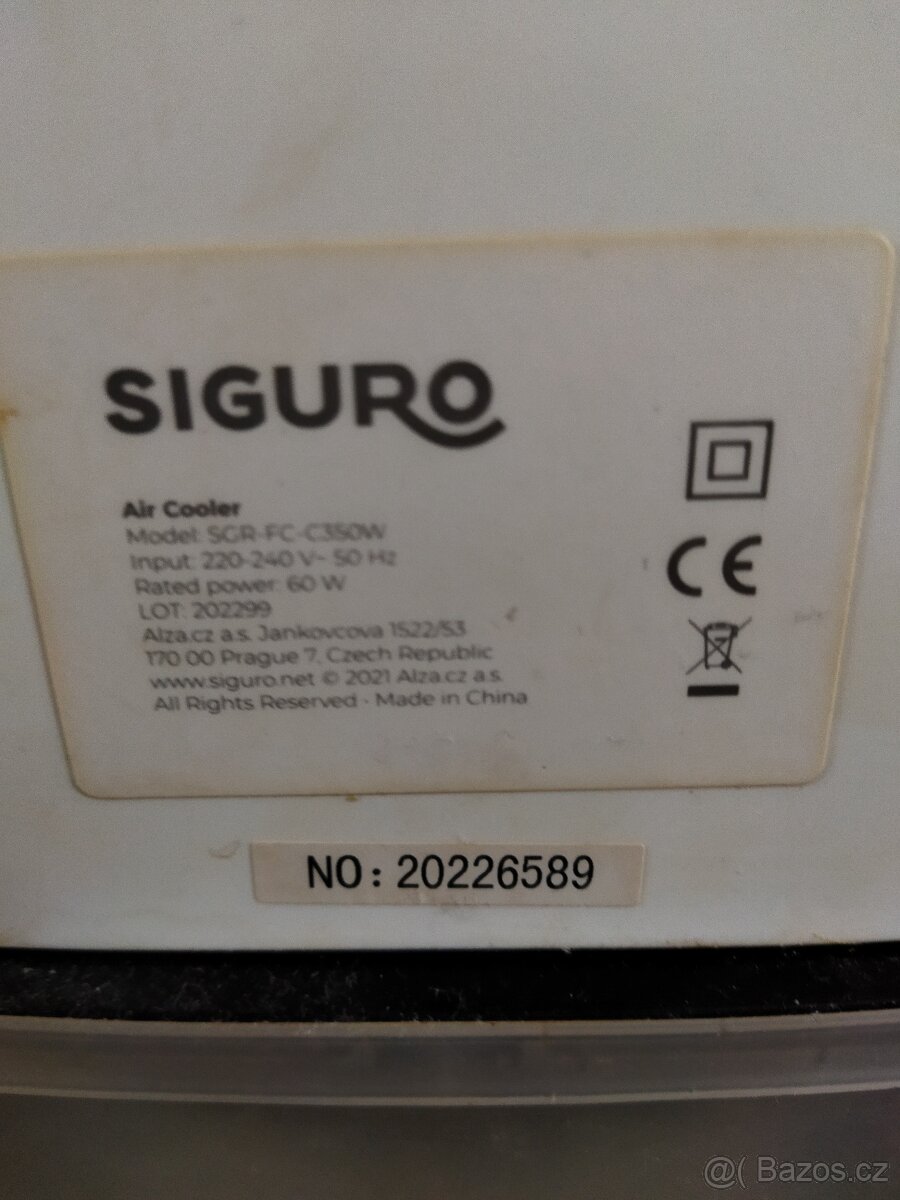 SIGURO
Air Cooler
Model: SGR-FC-C350W
Input: 220-240 V~ 50 Hz
Rated power: 60 W
LOT: 202299
Alza.cz a.s. Jankovcova 1522/53
170 00 Prague 7, Czech Republic
www.siguro.net © 2021 Alza.cz a.s.
All Rights Reserved · Made in China
CE
NO: 20226589
@( Bazos.cz